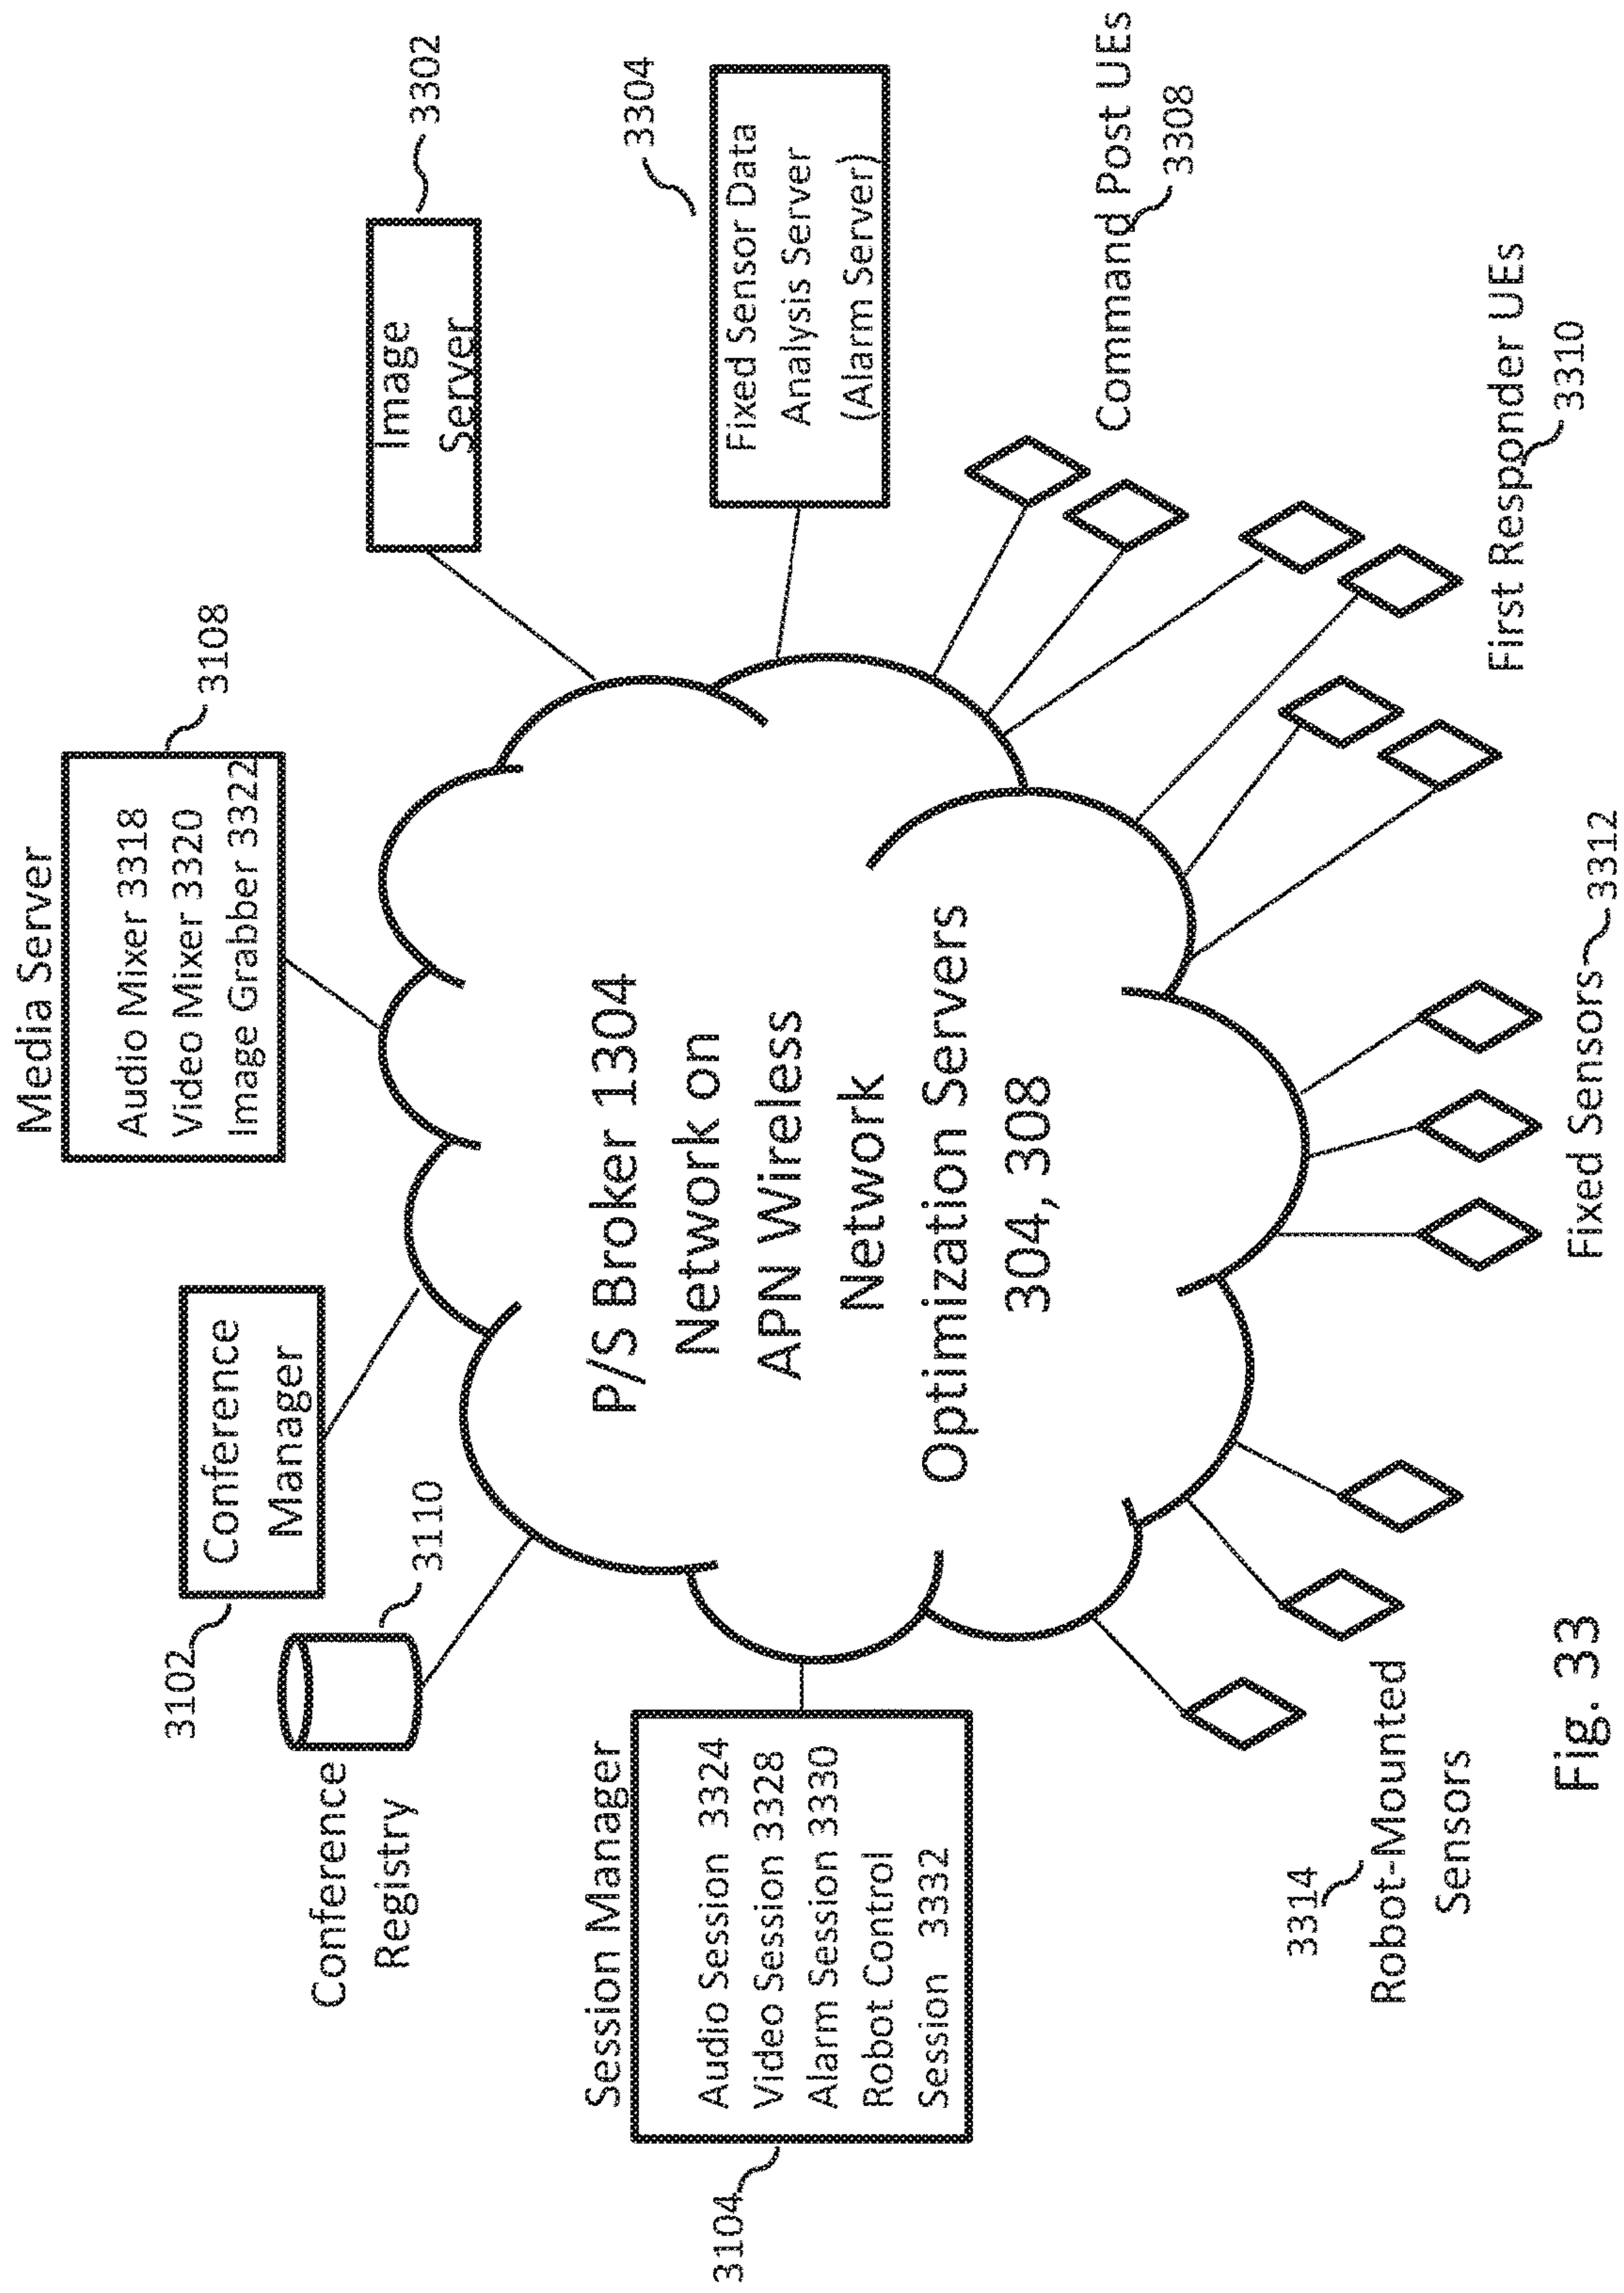 Media Server
3108
Audio Mixer 3318
Video Mixer 3320
Image Grabber 3322
3102
Conference
Manager
3302
Image
Server
Conference
Registry
3110
3304
Fixed Sensor Data
Analysis Server
(Alarm Server)
Session Manager
3104
Audio Session 3324
Video Session 3328
Alarm Session 3330
Robot Control
Session 3332
P/S Broker 1304
Network on
APN Wireless
Network
Optimization Servers
304, 308
Command Post UEs
3308
First Responder UEs
3310
3314
Robot-Mounted
Sensors
Fixed Sensors
3312
Fig. 33